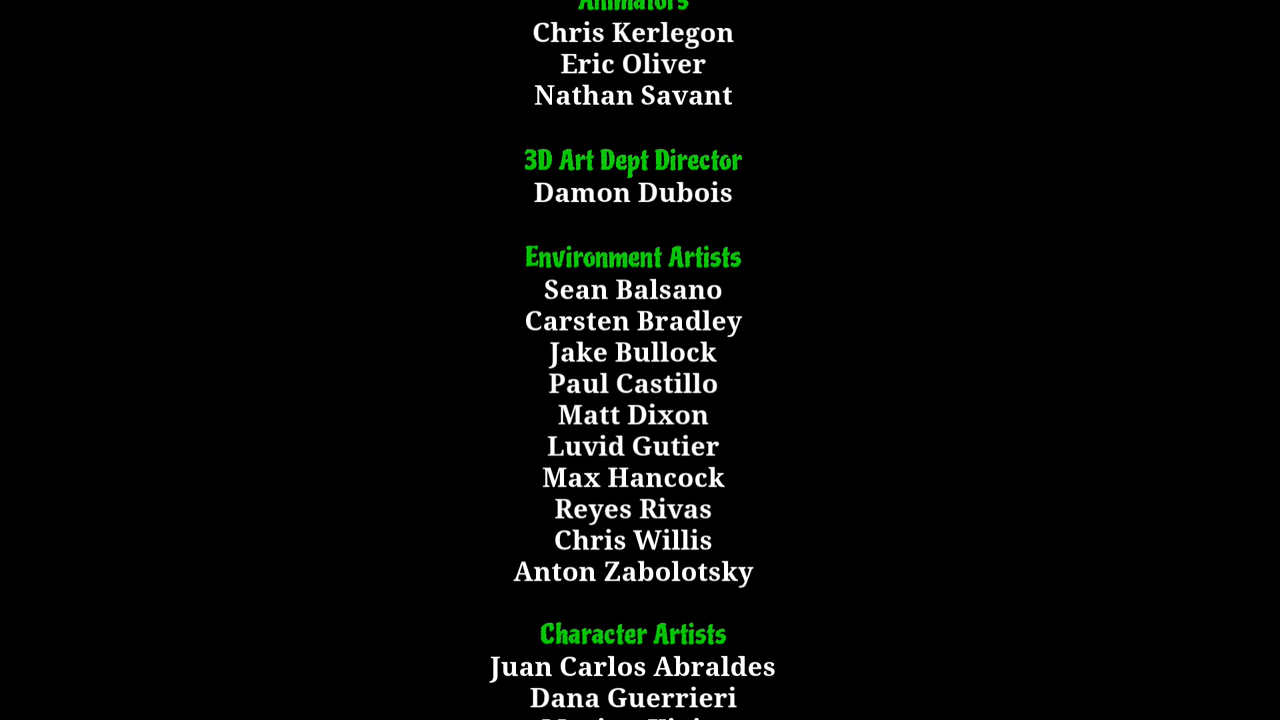 Animators
Chris Kerlegon
Eric Oliver
Nathan Savant
3D Art Dept Director
Damon Dubois
Environment Artists
Sean Balsano
Carsten Bradley
Jake Bullock
Paul Castillo
Matt Dixon
Luvid Gutier
Max Hancock
Reyes Rivas
Chris Willis
Anton Zabolotsky
Character Artists
Juan Carlos Abraldes
Dana Guerrieri